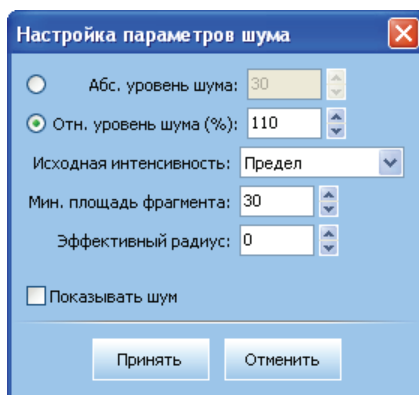 Настройка параметров шума
Абс. уровень шума: 30
Отн. уровень шума (%): 110
Исходная интенсивность: Предел
Мин. площадь фрагмента: 30
Эффективный радиус: 0
Показывать шум
Принять Отменить